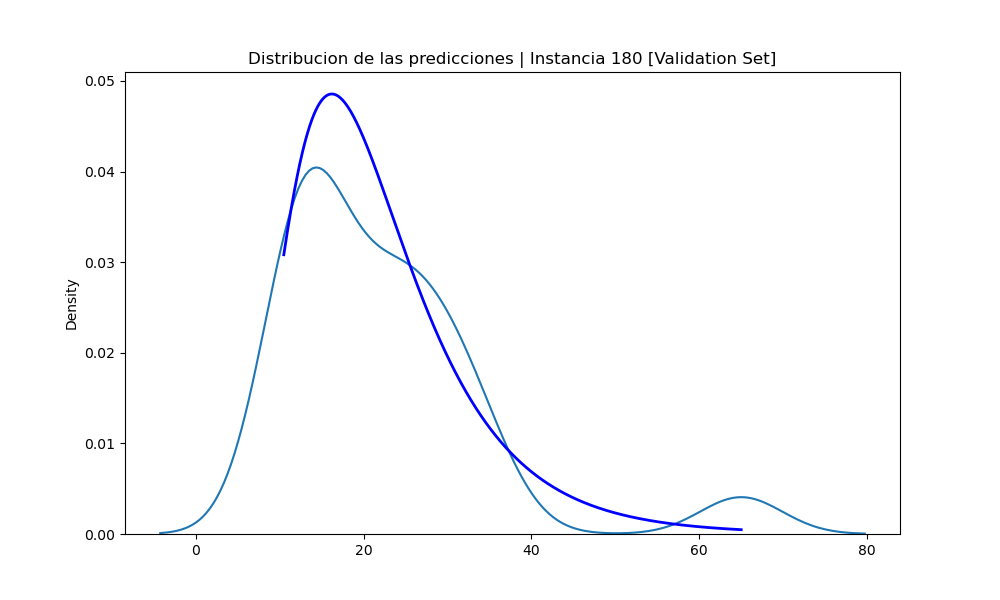 Distribucion de las predicciones | Instancia 180 [Validation Set]
0.05
0.04
0.03
0.02
0.01
0.00
Density
0 20 40 60 80